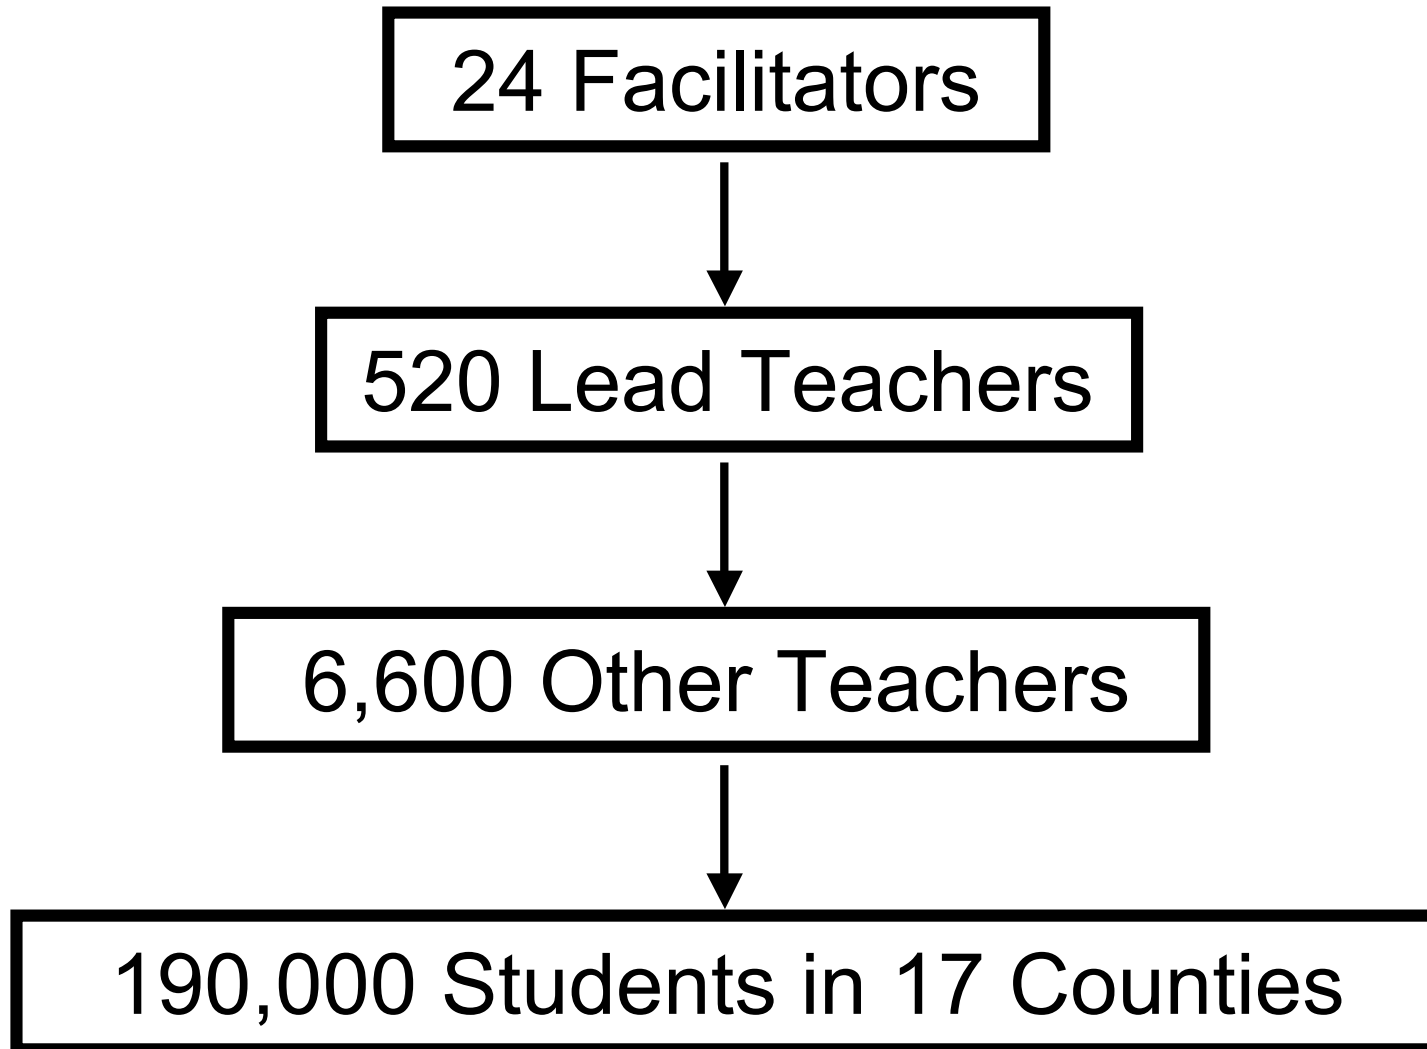 24 Facilitators
520 Lead Teachers
6,600 Other Teachers
190,000 Students in 17 Counties